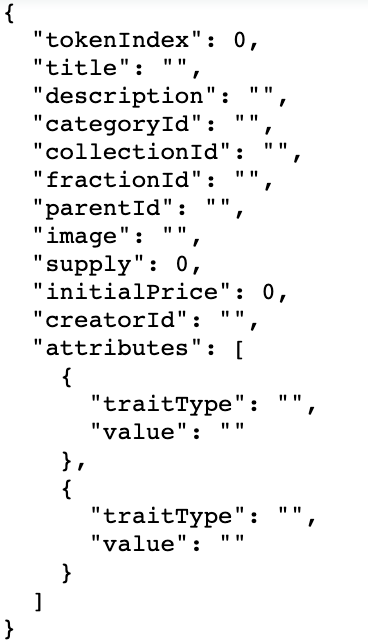 {
  "tokenIndex": 0,
  "title": "",
  "description": "",
  "categoryId": "",
  "collectionId": "",
  "fractionId": "",
  "parentId": "",
  "image": "",
  "supply": 0,
  "initialPrice": 0,
  "creatorId": "",
  "attributes": [
    {
      "traitType": "",
      "value": ""
    },
    {
      "traitType": "",
      "value": ""
    }
  ]
}